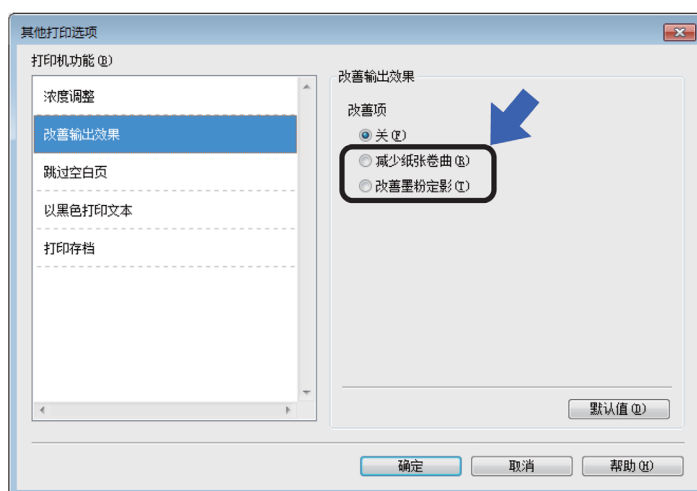 其他打印选项
打印机功能(R)
浓度调整
改善输出效果
跳过空白页
以黑色打印文本
打印存档
改善输出效果
改善项
关(F)
减少纸张卷曲(R)
改善墨粉定影(T)
默认值(D)
确定
取消
帮助(H)